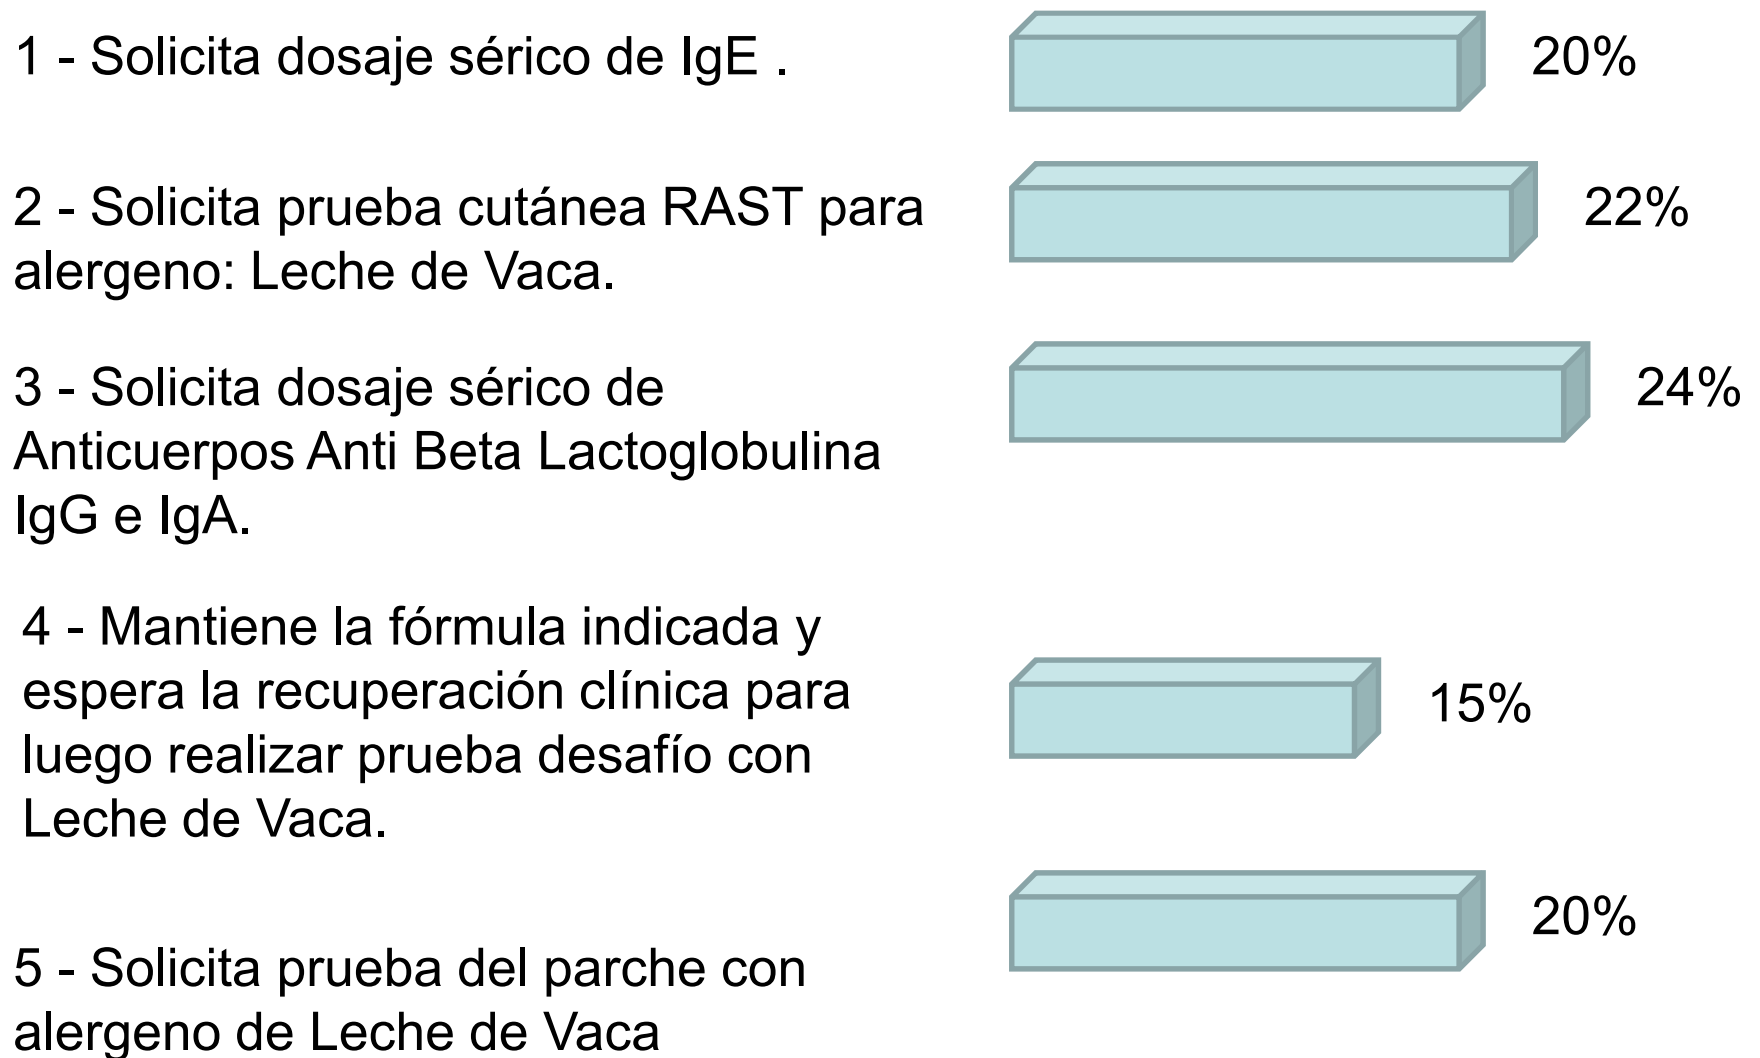 1 - Solicita dosaje sérico de IgE .
20%
2 - Solicita prueba cutánea RAST para
alergeno: Leche de Vaca.
22%
3 - Solicita dosaje sérico de
Anticuerpos Anti Beta Lactoglobulina
IgG e IgA.
24%
4 - Mantiene la fórmula indicada y
espera la recuperación clínica para
luego realizar prueba desafío con
Leche de Vaca.
15%
5 - Solicita prueba del parche con
alergeno de Leche de Vaca
20%